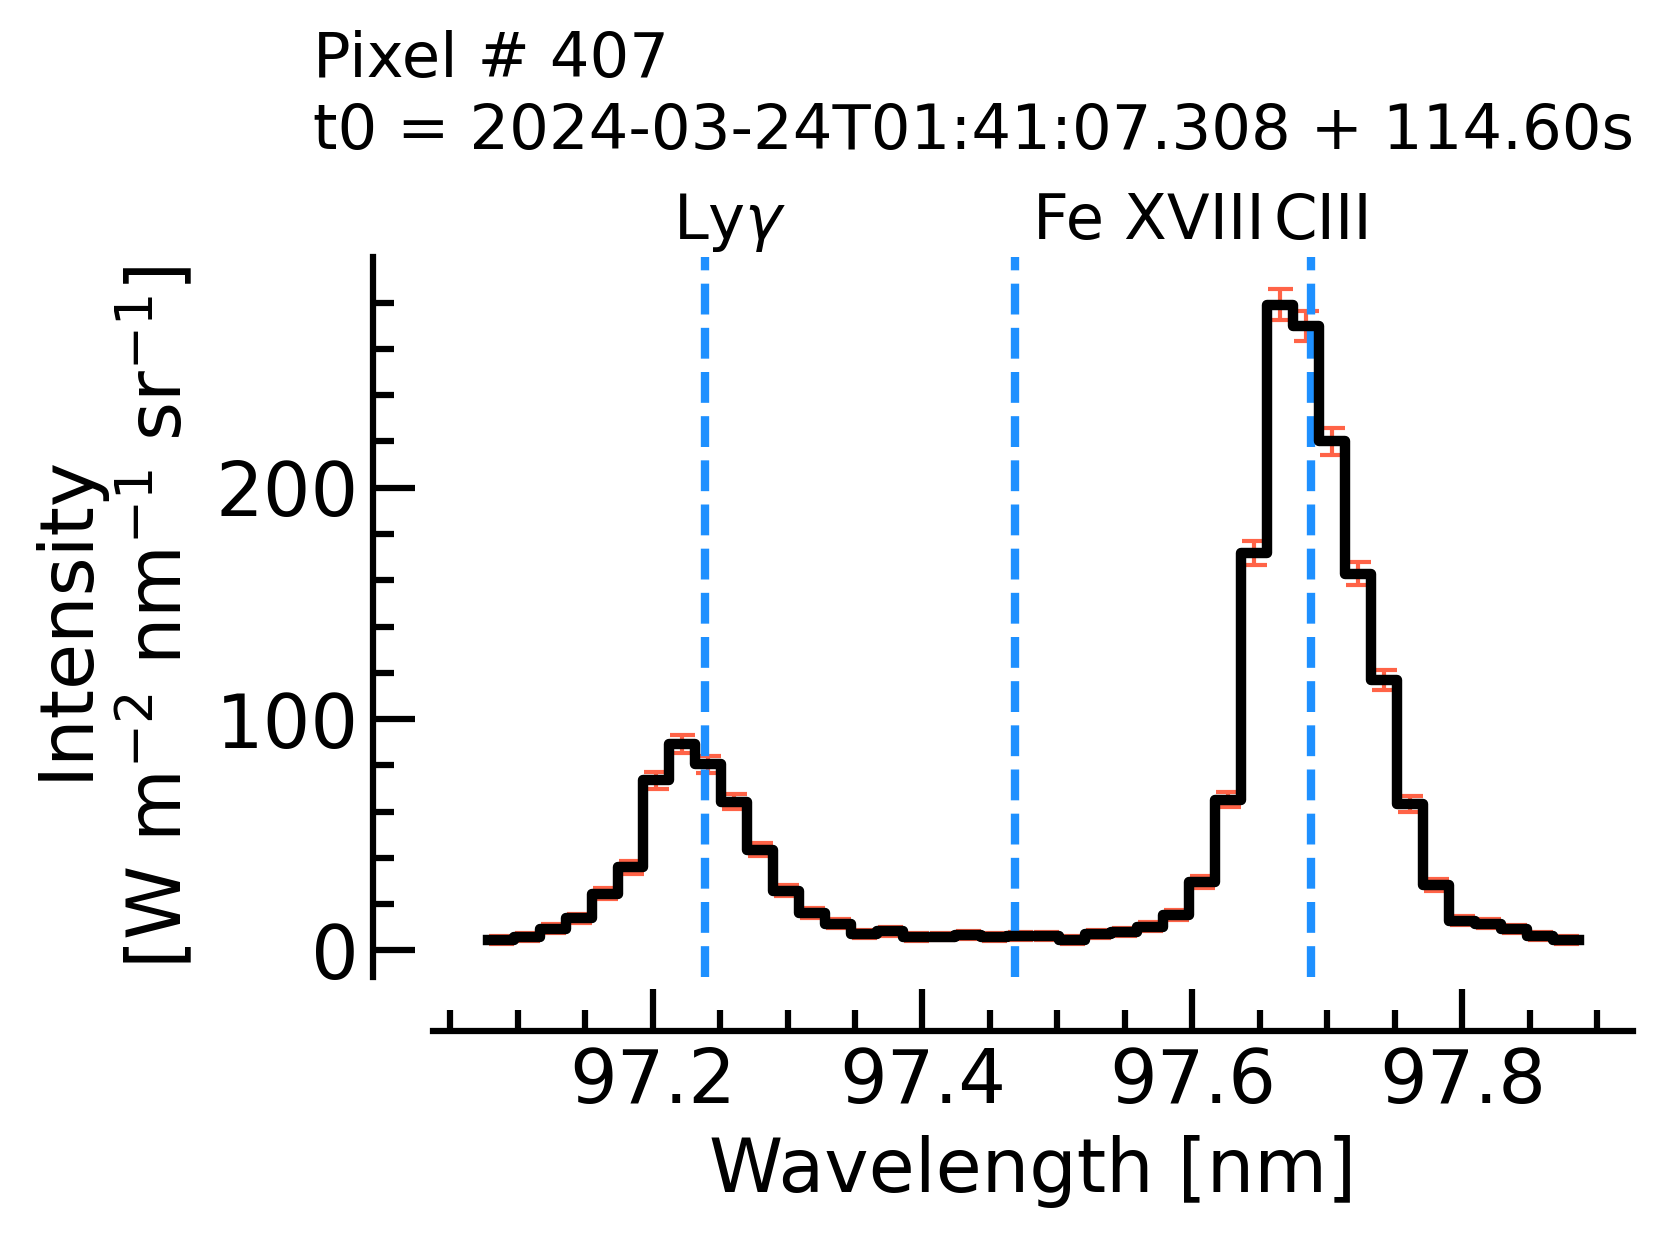 Pixel # 407
t0 = 2024-03-24T01:41:07.308 + 114.60s
Lyγ Fe XVIII CIII
Intensity
[W m⁻² nm⁻¹ sr⁻¹]
200
100
0
97.2 97.4 97.6 97.8
Wavelength [nm]